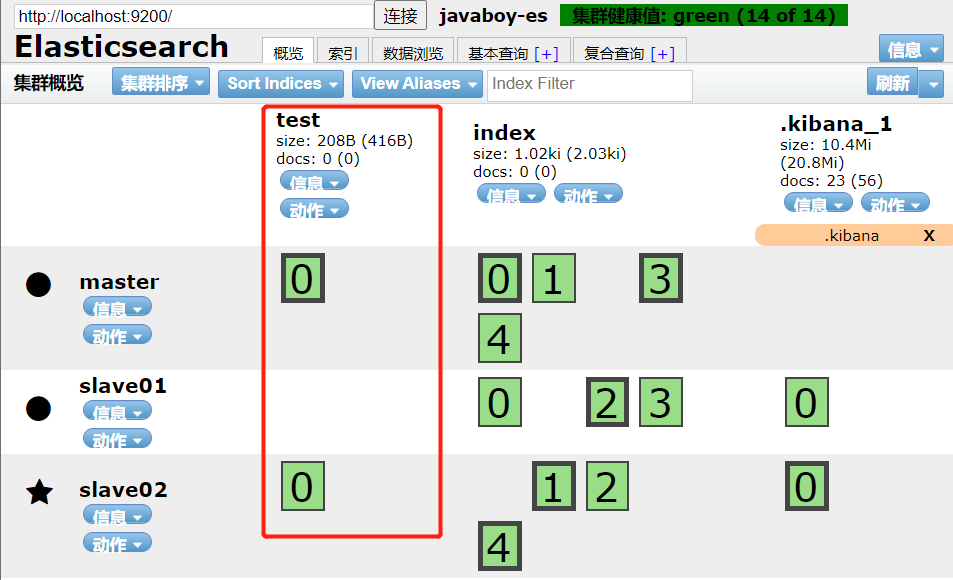 http://localhost:9200/ 连接 javaboy-es 集群健康值: green (14 of 14)
Elasticsearch 概览 索引 数据浏览 基本查询 [+] 复合查询 [+] 信息
集群概览 集群排序 Sort Indices View Aliases Index Filter 刷新
test
size: 208B (416B)
docs: 0 (0)
信息
动作
index
size: 1.02ki (2.03ki)
docs: 0 (0)
信息 动作
.kibana_1
size: 10.4Mi
(20.8Mi)
docs: 23 (56)
信息 动作
.kibana X
master
信息
动作
0 0 1 3
4
slave01
信息
动作
0 2 3 0
slave02
信息
动作
0 1 2 0
4